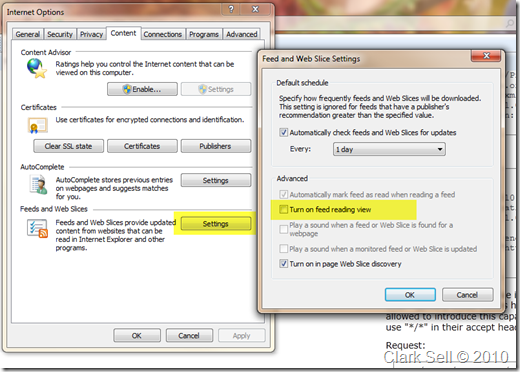 Internet Options
General Security Privacy Content Connections Programs Advanced
Content Advisor
Ratings help you control the Internet content that can be
viewed on this computer.
Enable... Settings
Certificates
Use certificates for encrypted connections and identification.
Clear SSL state Certificates Publishers
AutoComplete
AutoComplete stores previous entries
on webpages and suggests matches
for you.
Settings
Feeds and Web Slices
Feeds and Web Slices provide updated
content from websites that can be
read in Internet Explorer and other
programs.
Settings
OK Cancel Apply
Feed and Web Slice Settings
Default schedule
Specify how frequently feeds and Web Slices will be downloaded.
This setting is ignored for feeds that have a publisher's
recommendation greater than the specified value.
Automatically check feeds and Web Slices for updates
Every: 1 day
Advanced
Automatically mark feed as read when reading a feed
Turn on feed reading view
Play a sound when a feed or Web Slice is found for a
webpage
Play a sound when a monitored feed or Web Slice is updated
Turn on in page Web Slice discovery
OK Cancel
allowed to introduce this capa
use "*/*" in their accept head
Request:
Clark Sell © 2010